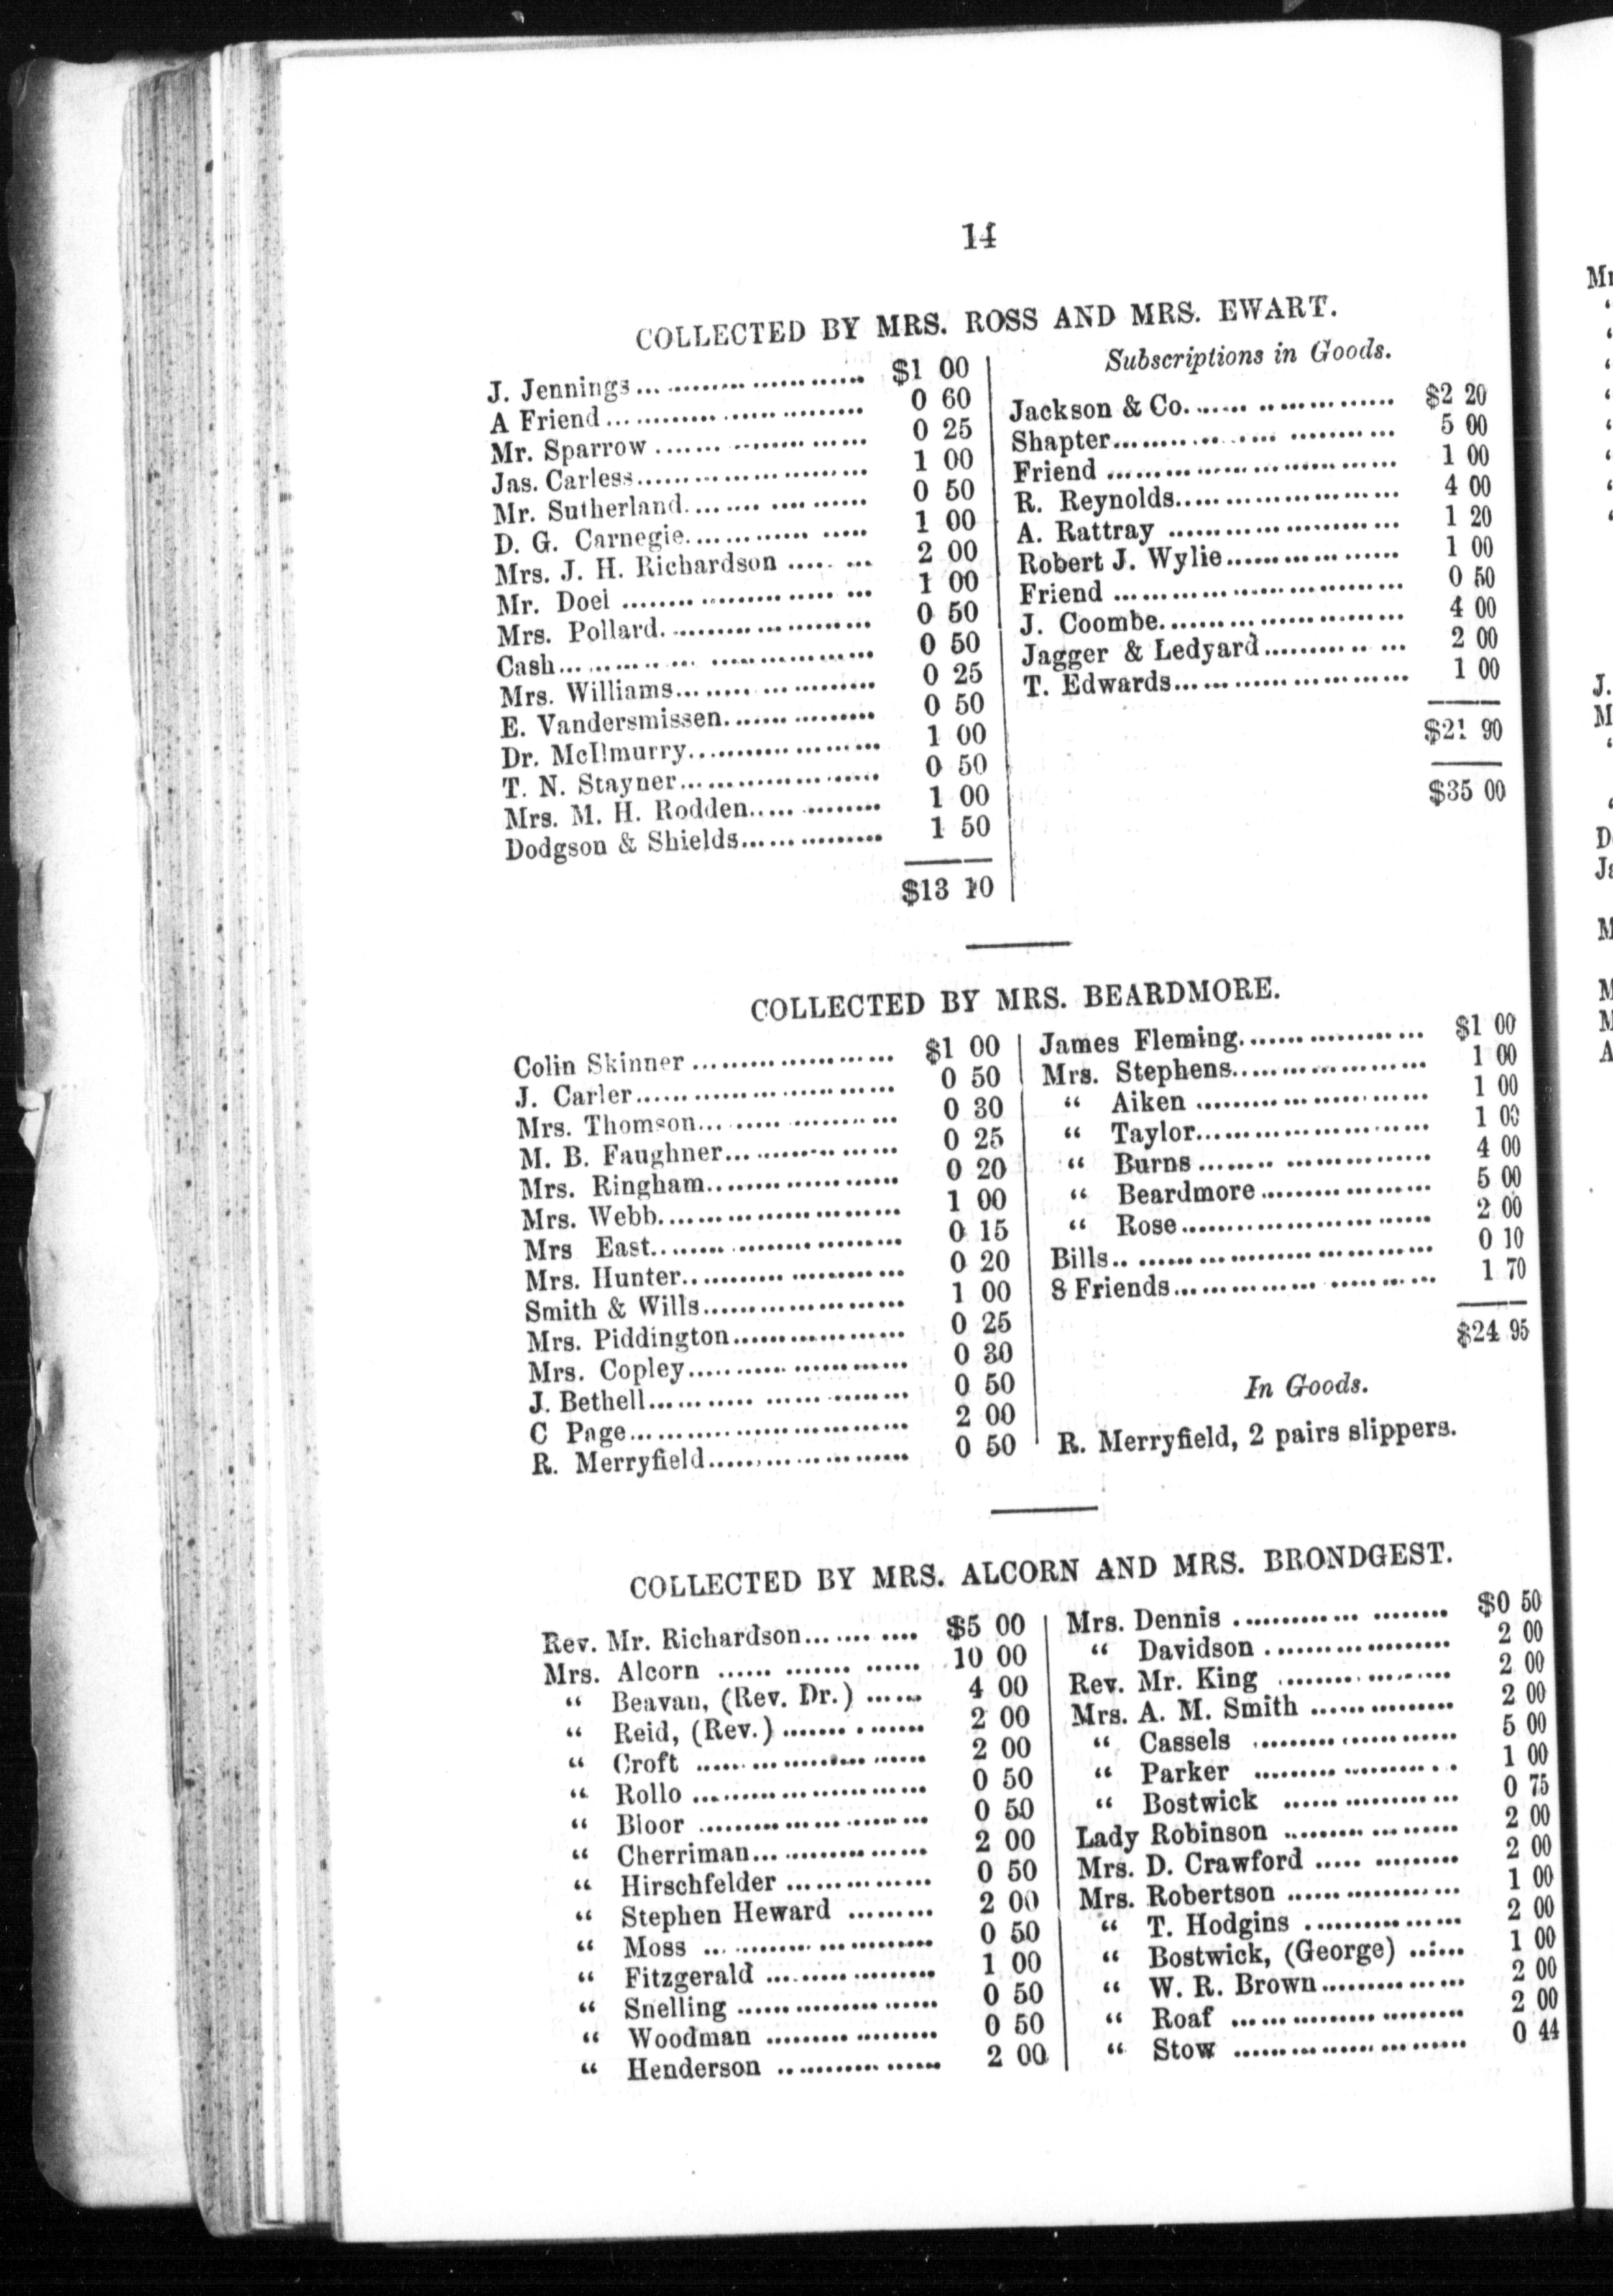 14
COLLECTED BY MRS. ROSS AND MRS. EWART.
J. Jennings $1 00
A Friend 0 60
Mr. Sparrow 0 25
Jas. Carless 1 00
Mr. Sutherland 0 50
D. G. Carnegie 1 00
Mrs. J. H. Richardson 2 00
Mr. Doel 1 00
Mrs. Pollard 0 50
Cash 0 50
Mrs. Williams 0 25
E. Vandersmissen 0 50
Dr. McIlmurry 1 00
T. N. Stayner 0 50
Mrs. M. H. Rodden 1 00
Dodgson & Shields 1 50
$13 10
Subscriptions in Goods.
Jackson & Co. $2 20
Shapter 5 00
Friend 1 00
R. Reynolds 4 00
A. Rattray 1 20
Robert J. Wylie 1 00
Friend 0 50
J. Coombe 4 00
Jagger & Ledyard 2 00
T. Edwards 1 00
$21 90
$35 00
COLLECTED BY MRS. BEARDMORE.
Colin Skinner $1 00
J. Carler 0 50
Mrs. Thomson 0 30
M. B. Faughner 0 25
Mrs. Ringham 0 20
Mrs. Webb 1 00
Mrs East 0 15
Mrs. Hunter 0 20
Smith & Wills 1 00
Mrs. Piddington 0 25
Mrs. Copley 0 30
J. Bethell 0 50
C Page 2 00
R. Merryfield 0 50
James Fleming $1 00
Mrs. Stephens 1 00
“ Aiken 1 00
“ Taylor 1 00
“ Burns 4 00
“ Beardmore 5 00
“ Rose 2 00
Bills 0 10
8 Friends 1 70
$24 95
In Goods.
R. Merryfield, 2 pairs slippers.
COLLECTED BY MRS. ALCORN AND MRS. BRONDGEST.
Rev. Mr. Richardson $5 00
Mrs. Alcorn 10 00
“ Beavan, (Rev. Dr.) 4 00
“ Reid, (Rev.) 2 00
“ Croft 2 00
“ Rollo 0 50
“ Bloor 0 50
“ Cherriman 2 00
“ Hirschfelder 0 50
“ Stephen Heward 2 00
“ Moss 0 50
“ Fitzgerald 1 00
“ Snelling 0 50
“ Woodman 0 50
“ Henderson 2 00
Mrs. Dennis $0 50
“ Davidson 2 00
Rev. Mr. King 2 00
Mrs. A. M. Smith 2 00
“ Cassels 5 00
“ Parker 1 00
“ Bostwick 0 75
Lady Robinson 2 00
Mrs. D. Crawford 2 00
Mrs. Robertson 1 00
“ T. Hodgins 2 00
“ Bostwick, (George) 1 00
“ W. R. Brown 2 00
“ Roaf 2 00
“ Stow 0 44